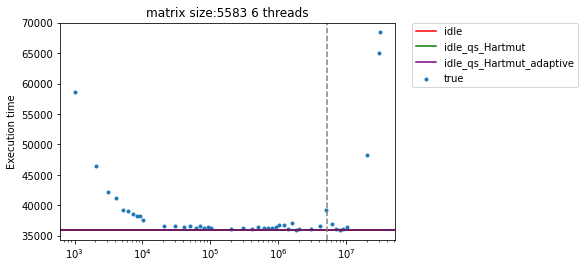 matrix size:5583 6 threads
70000
65000
60000
55000
50000
45000
40000
35000
Execution time
10³
10⁴
10⁵
10⁶
10⁷
idle
idle_qs_Hartmut
idle_qs_Hartmut_adaptive
true